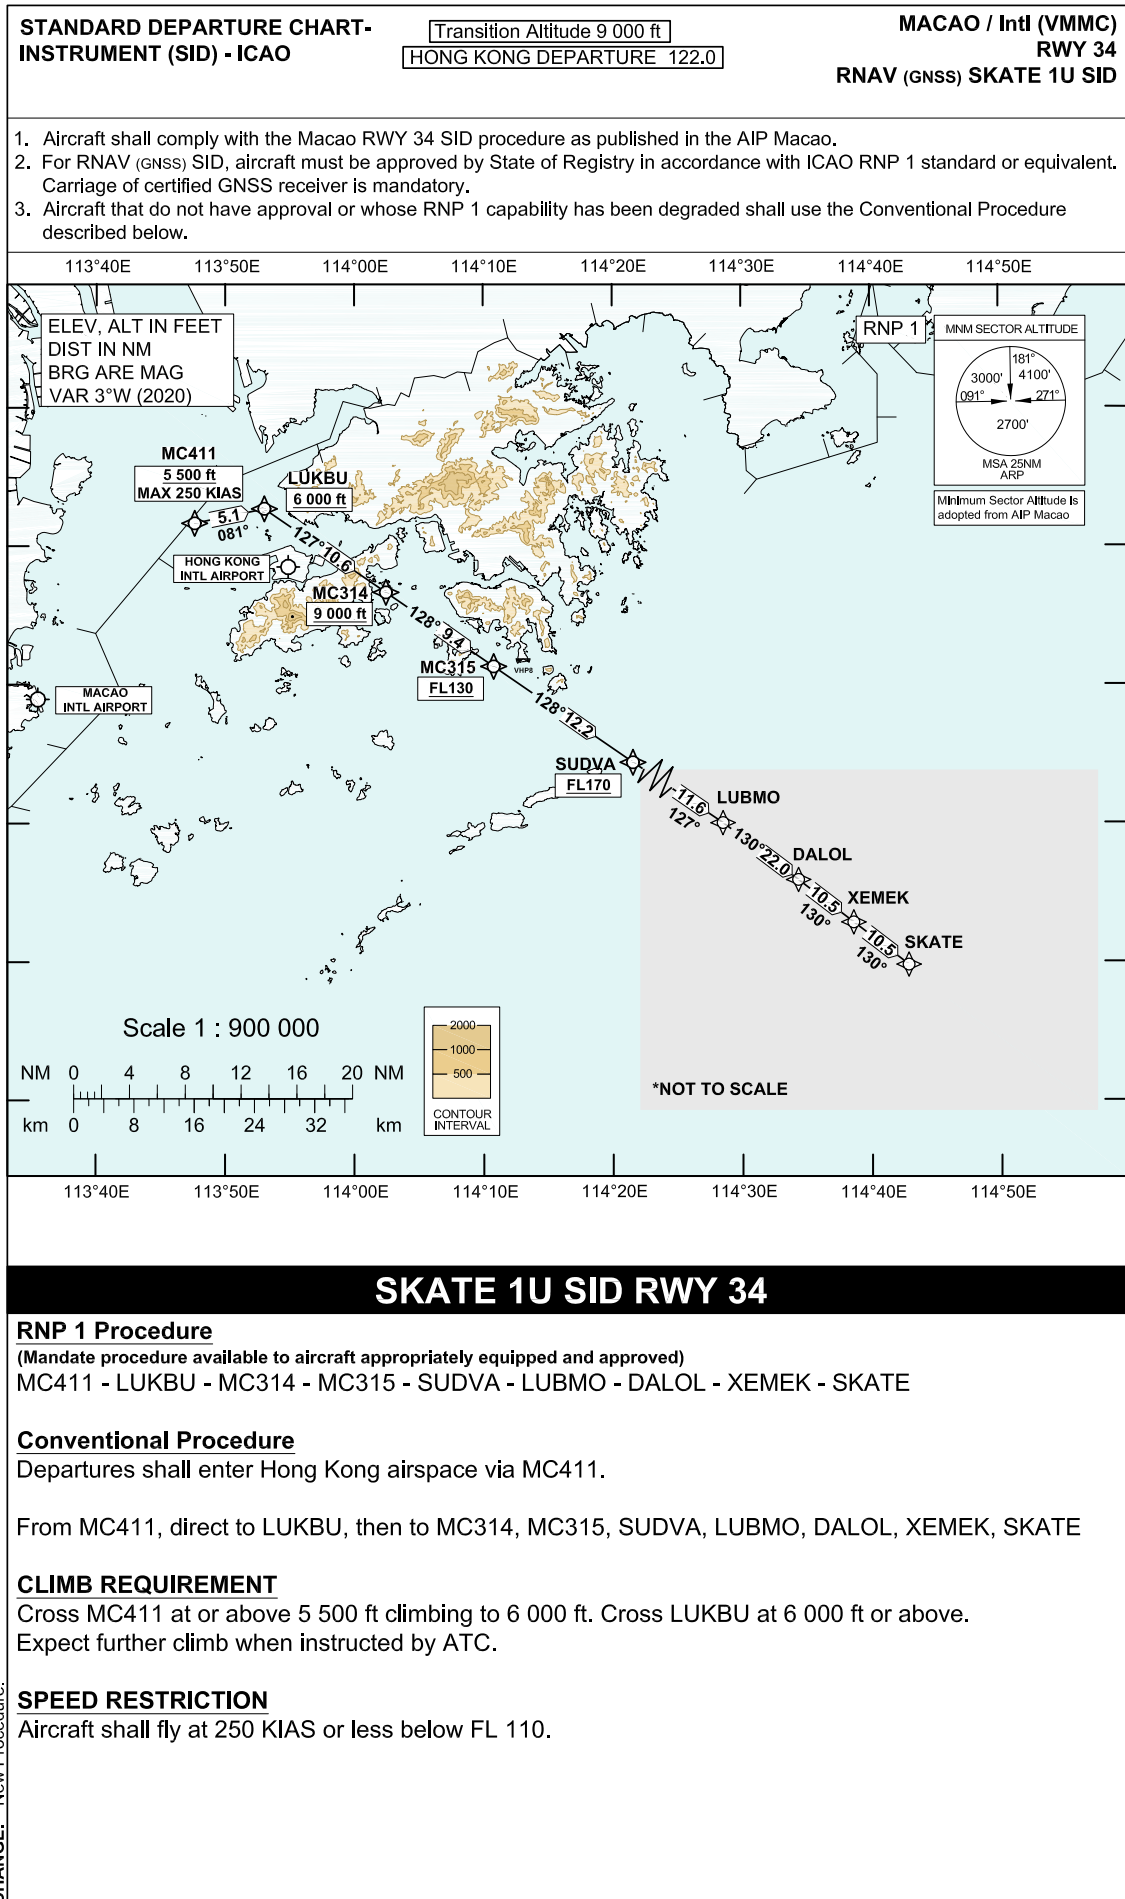 STANDARD DEPARTURE CHART-
INSTRUMENT (SID) - ICAO
Transition Altitude 9 000 ft
HONG KONG DEPARTURE 122.0
MACAO / Intl (VMMC)
RWY 34
RNAV (GNSS) SKATE 1U SID
1. Aircraft shall comply with the Macao RWY 34 SID procedure as published in the AIP Macao.
2. For RNAV (GNSS) SID, aircraft must be approved by State of Registry in accordance with ICAO RNP 1 standard or equivalent.
Carriage of certified GNSS receiver is mandatory.
3. Aircraft that do not have approval or whose RNP 1 capability has been degraded shall use the Conventional Procedure
described below.
113°40E 113°50E 114°00E 114°10E 114°20E 114°30E 114°40E 114°50E
ELEV, ALT IN FEET
DIST IN NM
BRG ARE MAG
VAR 3°W (2020)
RNP 1
MNM SECTOR ALTITUDE
181°
3000' 4100'
091° 271°
2700'
MSA 25NM
ARP
Minimum Sector Altitude is
adopted from AIP Macao
MC411
5 500 ft
MAX 250 KIAS
LUKBU
6 000 ft
5.1
081°
127° 10.6
HONG KONG
INTL AIRPORT
MC314
9 000 ft
128° 9.4
MC315
FL130
VHP8
MACAO
INTL AIRPORT
128° 12.2
SUDVA
FL170
11.6
127°
LUBMO
130° 22.0
DALOL
10.5
130°
XEMEK
10.5
130°
SKATE
Scale 1 : 900 000
NM 0 4 8 12 16 20 NM
km 0 8 16 24 32 km
2000
1000
500
CONTOUR
INTERVAL
*NOT TO SCALE
113°40E 113°50E 114°00E 114°10E 114°20E 114°30E 114°40E 114°50E
SKATE 1U SID RWY 34
RNP 1 Procedure
(Mandate procedure available to aircraft appropriately equipped and approved)
MC411 - LUKBU - MC314 - MC315 - SUDVA - LUBMO - DALOL - XEMEK - SKATE
Conventional Procedure
Departures shall enter Hong Kong airspace via MC411.
From MC411, direct to LUKBU, then to MC314, MC315, SUDVA, LUBMO, DALOL, XEMEK, SKATE
CLIMB REQUIREMENT
Cross MC411 at or above 5 500 ft climbing to 6 000 ft. Cross LUKBU at 6 000 ft or above.
Expect further climb when instructed by ATC.
SPEED RESTRICTION
Aircraft shall fly at 250 KIAS or less below FL 110.
CHANGE: New Procedure.